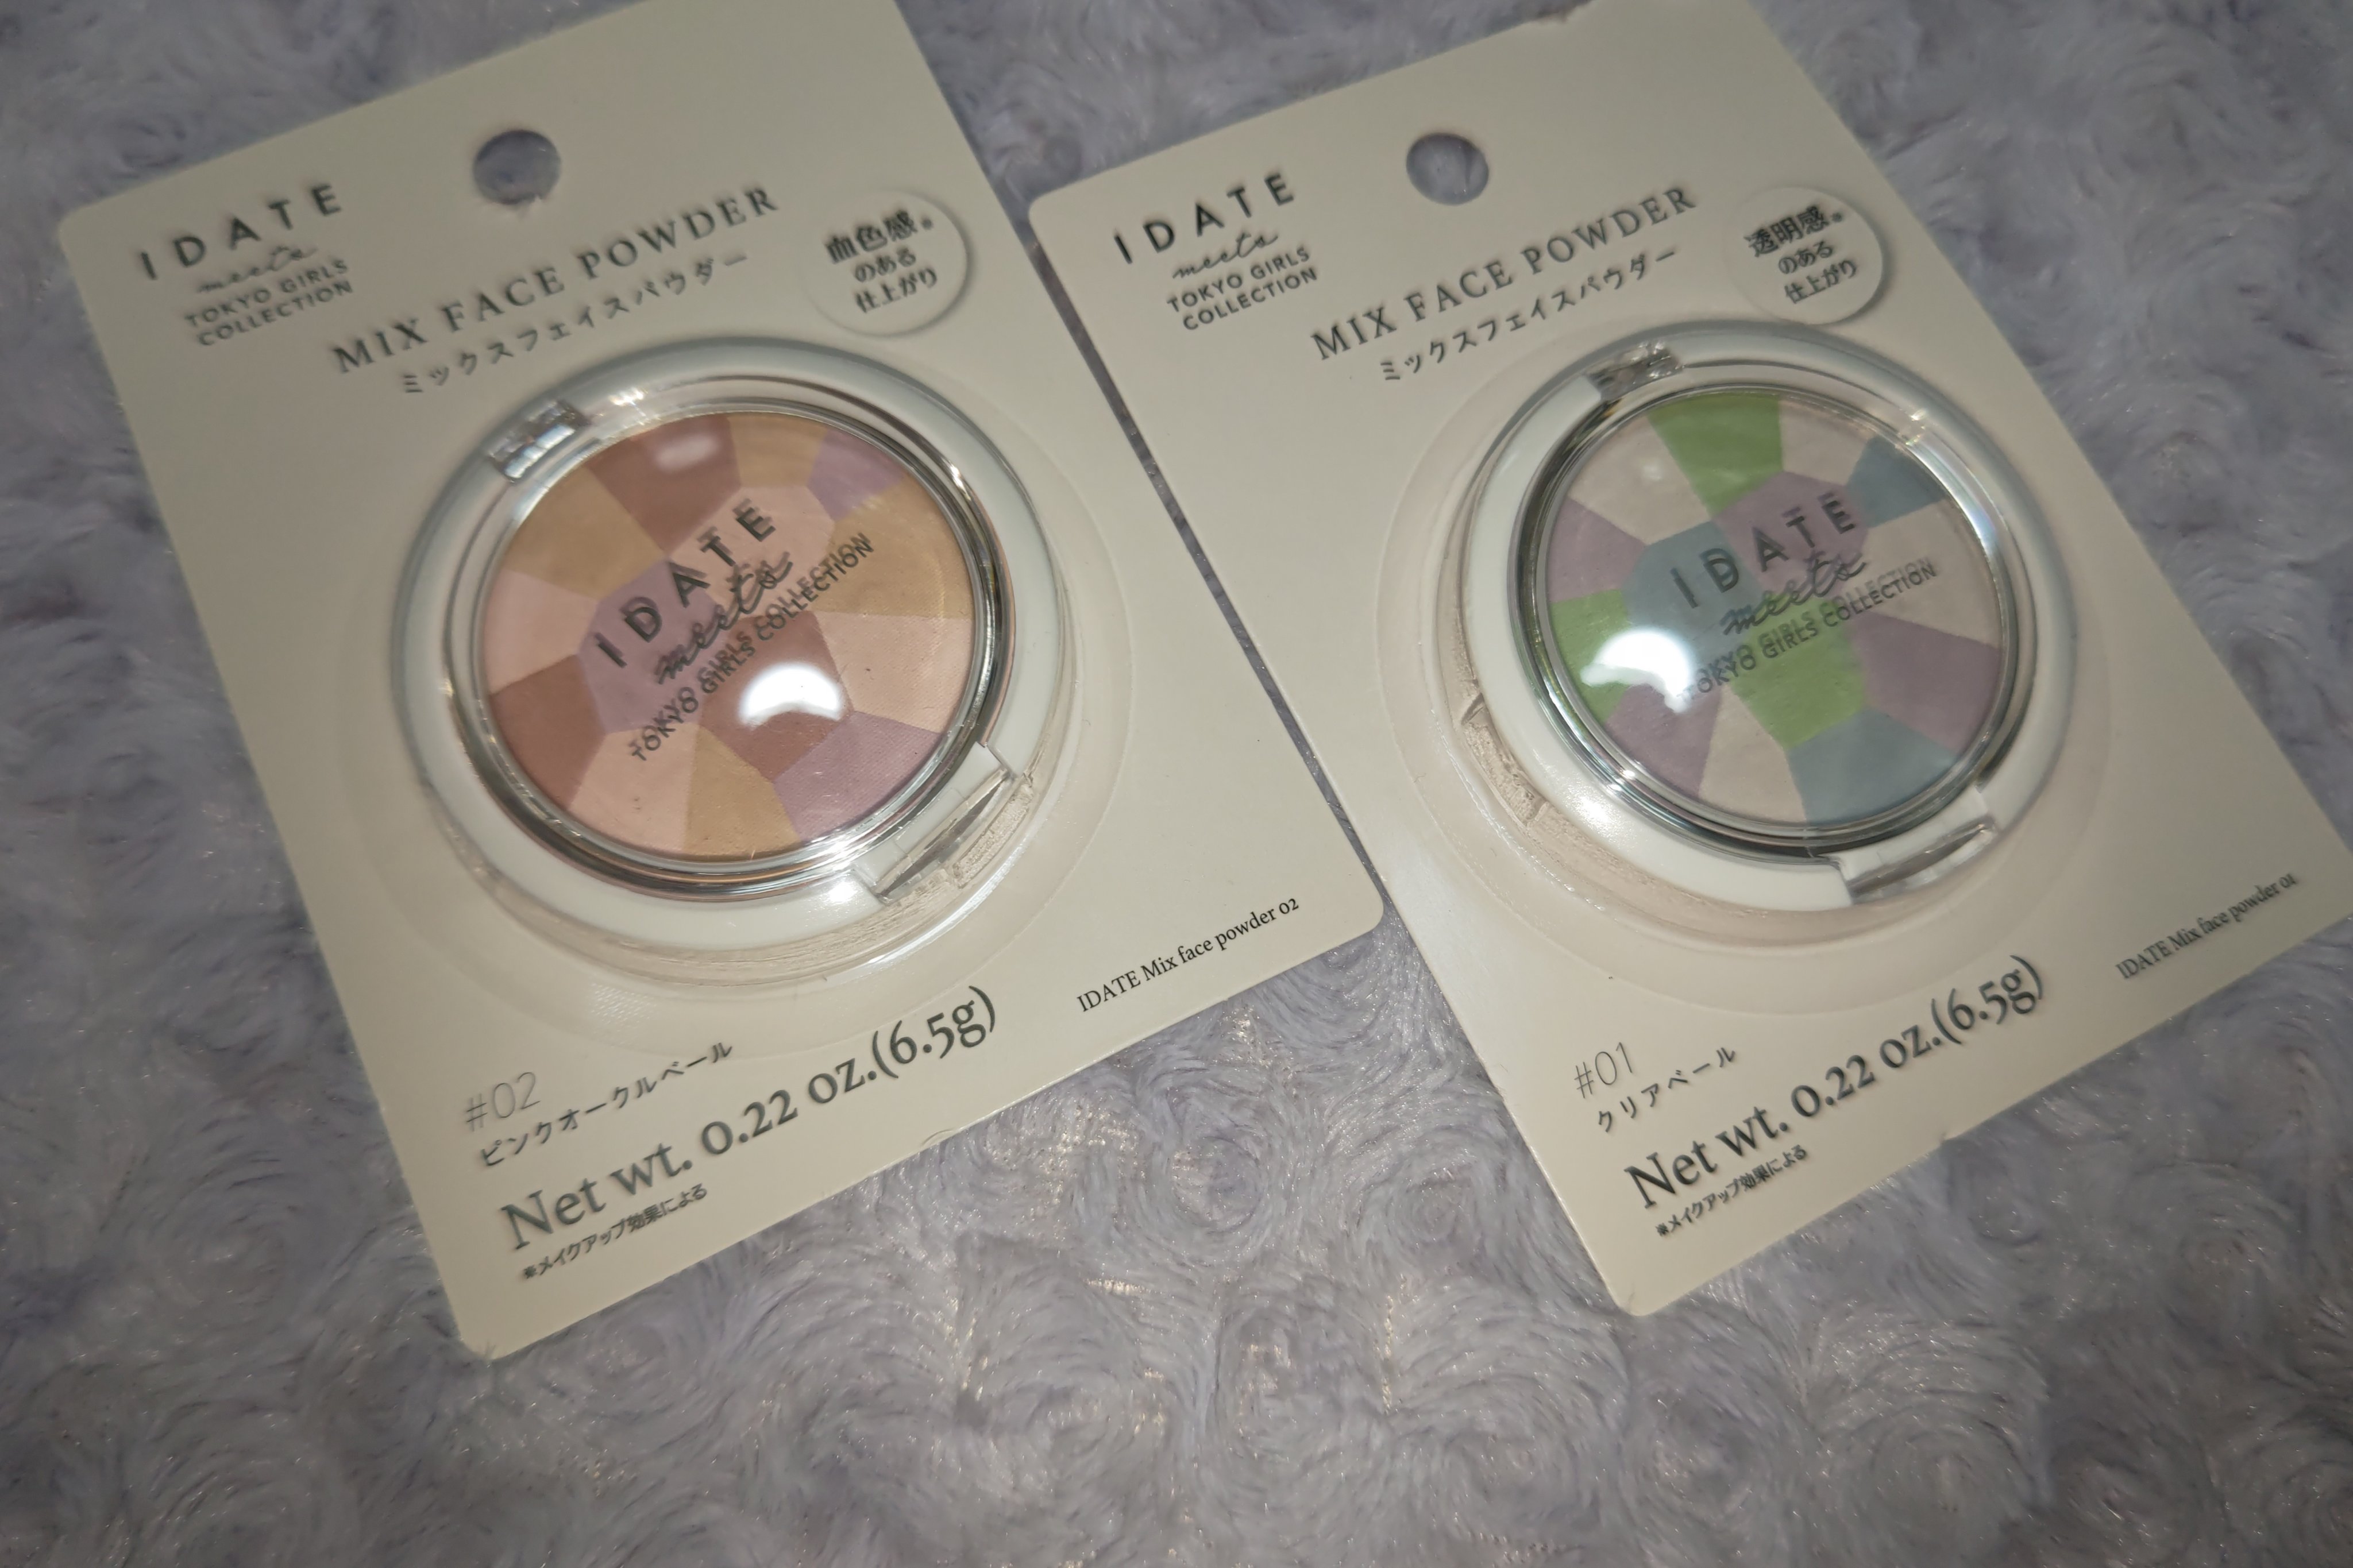 IDATE
meets
TOKYO GIRLS
COLLECTION
MIX FACE POWDER
ミックスフェイスパウダー
血色感※
のある
仕上がり
IDATE
meets
TOKYO GIRLS COLLECTION
IDATE Mix face powder 02
#02
ピンクオークルベール
Net wt. 0.22 oz.(6.5g)
※メイクアップ効果による
IDATE
meets
TOKYO GIRLS
COLLECTION
MIX FACE POWDER
ミックスフェイスパウダー
透明感※
のある
仕上がり
IDATE
meets
TOKYO GIRLS COLLECTION
IDATE Mix face powder 01
#01
クリアベール
Net wt. 0.22 oz.(6.5g)
※メイクアップ効果による